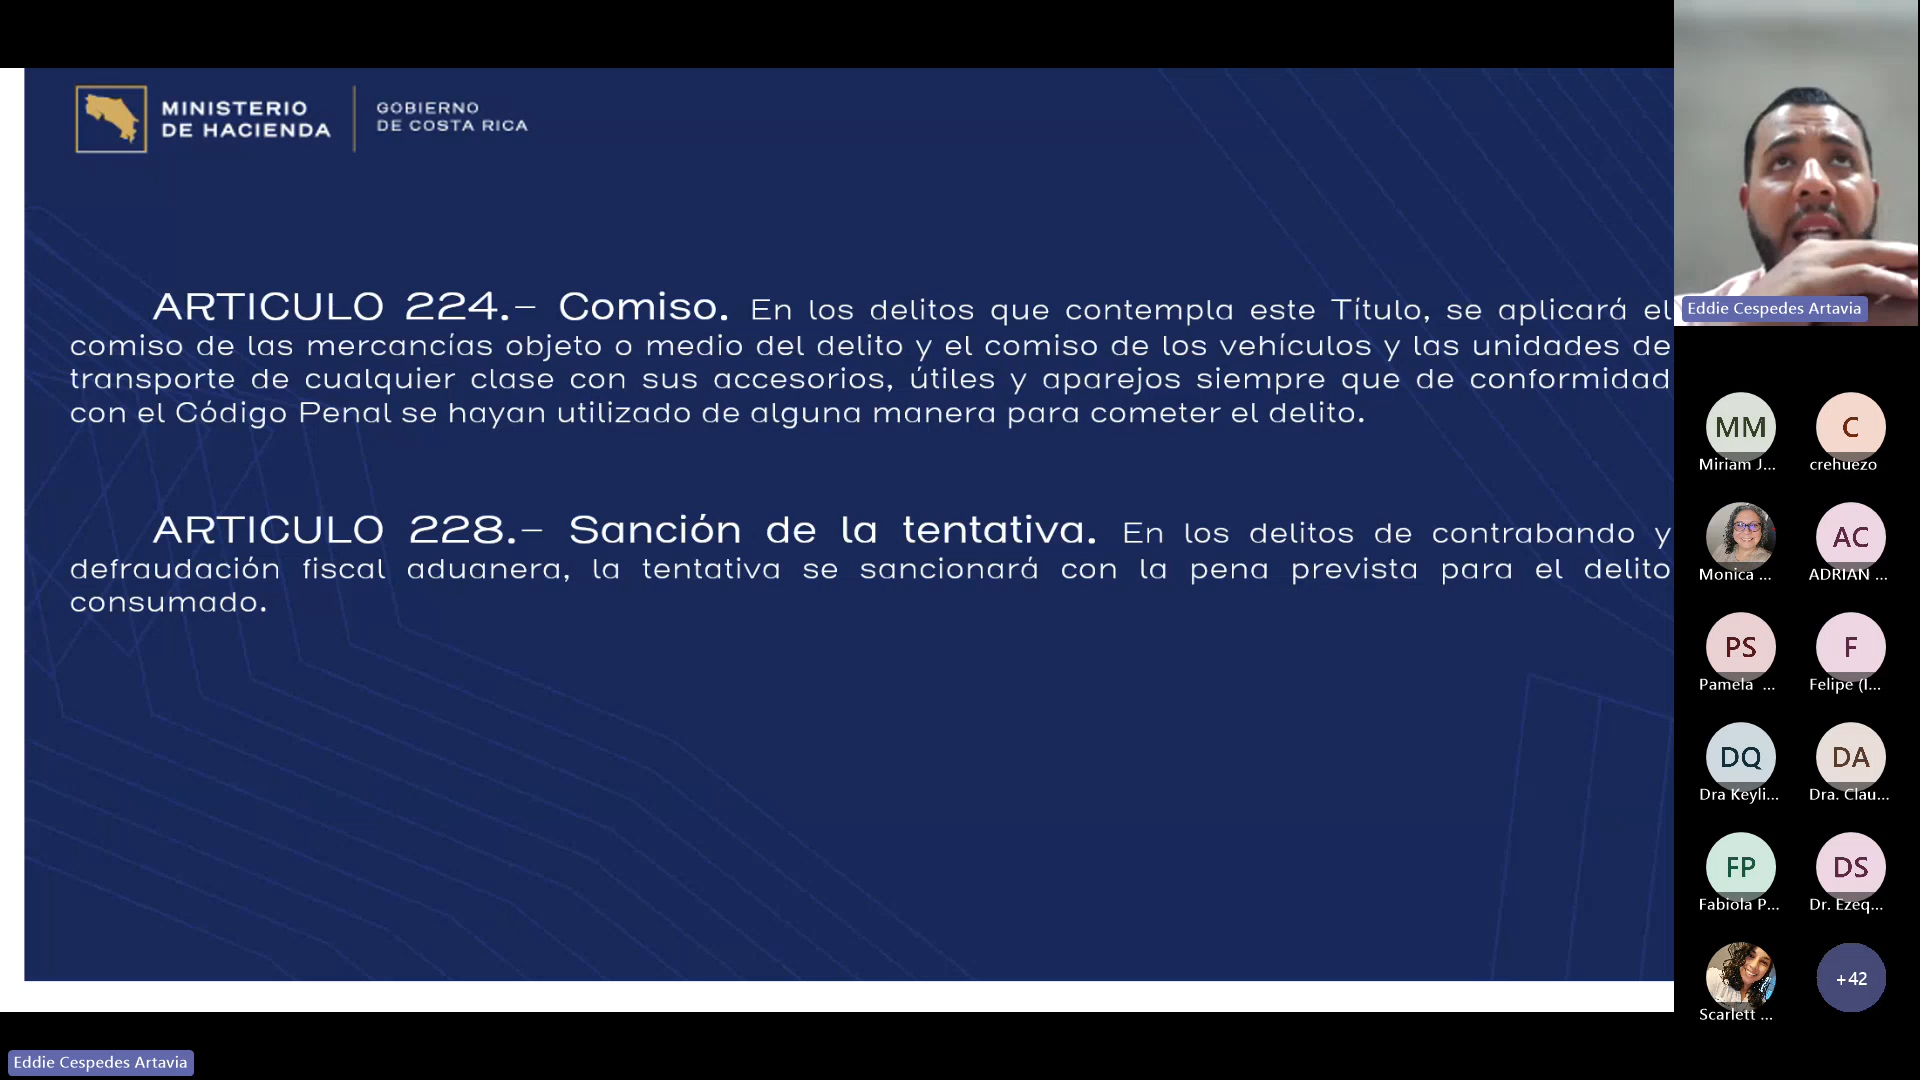 MINISTERIO
DE HACIENDA
GOBIERNO
DE COSTA RICA
ARTICULO 224.- Comiso. En los delitos que contempla este Título, se aplicará el
comiso de las mercancías objeto o medio del delito y el comiso de los vehículos y las unidades de
transporte de cualquier clase con sus accesorios, útiles y aparejos siempre que de conformidad
con el Código Penal se hayan utilizado de alguna manera para cometer el delito.
ARTICULO 228.- Sanción de la tentativa. En los delitos de contrabando y
defraudación fiscal aduanera, la tentativa se sancionará con la pena prevista para el delito
consumado.
Eddie Cespedes Artavia
MM
C
Miriam J...
crehuezo
AC
Monica ...
ADRIAN ...
PS
F
Pamela ...
Felipe (I...
DQ
DA
Dra Keyli...
Dra. Clau...
FP
DS
Fabiola P...
Dr. Ezeq...
+42
Scarlett ...
Eddie Cespedes Artavia